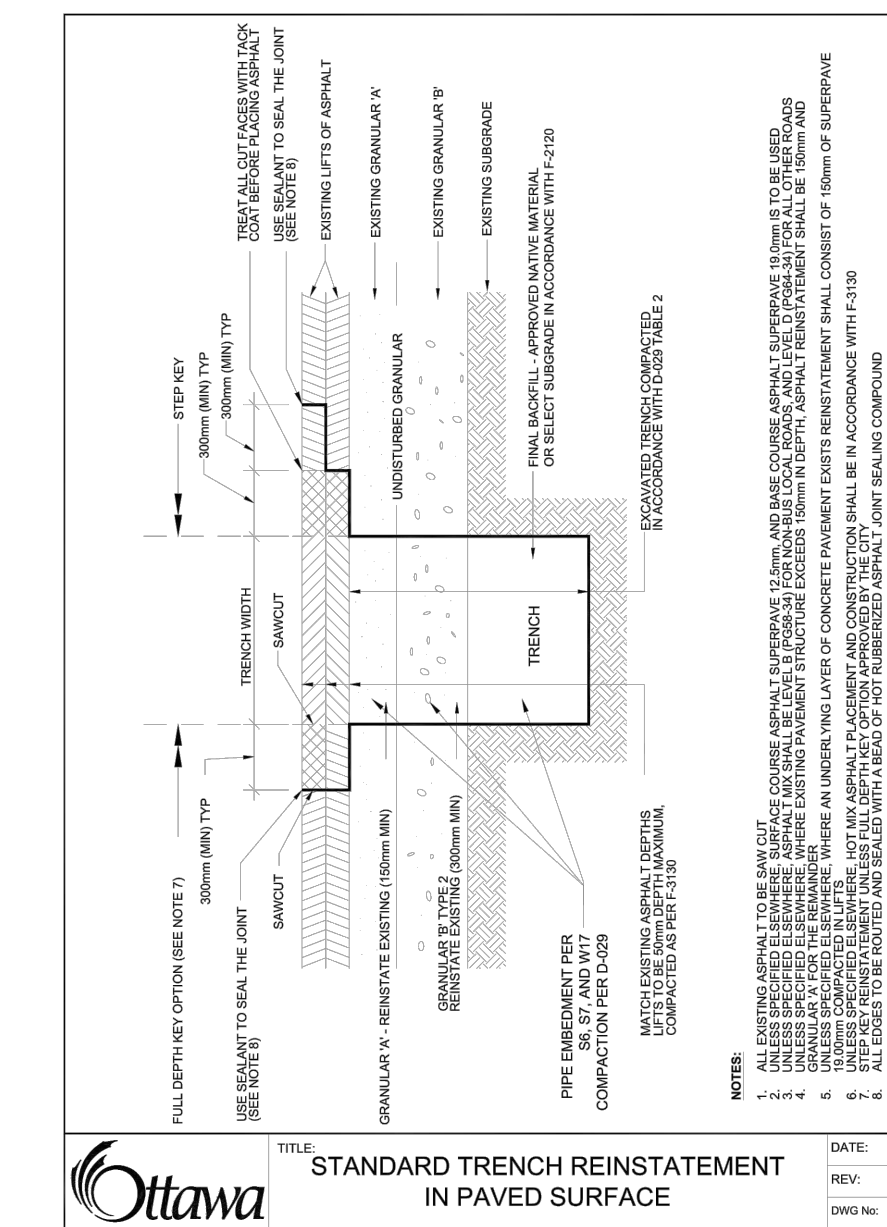 FULL DEPTH KEY OPTION (SEE NOTE 7)
STEP KEY
300mm (MIN) TYP
TRENCH WIDTH
300mm (MIN) TYP
300mm (MIN) TYP
USE SEALANT TO SEAL THE JOINT
(SEE NOTE 8)
SAWCUT
SAWCUT
TREAT ALL CUT FACES WITH TACK
COAT BEFORE PLACING ASPHALT
USE SEALANT TO SEAL THE JOINT
(SEE NOTE 8)
EXISTING LIFTS OF ASPHALT
EXISTING GRANULAR 'A'
EXISTING GRANULAR 'B'
EXISTING SUBGRADE
GRANULAR 'A' - REINSTATE EXISTING (150mm MIN)
UNDISTURBED GRANULAR
GRANULAR 'B' TYPE 2
REINSTATE EXISTING (300mm MIN)
TRENCH
FINAL BACKFILL - APPROVED NATIVE MATERIAL
OR SELECT SUBGRADE IN ACCORDANCE WITH F-2120
PIPE EMBEDMENT PER
S6, S7, AND W17
COMPACTION PER D-029
MATCH EXISTING ASPHALT DEPTHS
LIFTS TO BE 50mm DEPTH MAXIMUM,
COMPACTED AS PER F-3130
EXCAVATED TRENCH COMPACTED
IN ACCORDANCE WITH D-029 TABLE 2
NOTES:
1. ALL EXISTING ASPHALT TO BE SAW CUT
2. UNLESS SPECIFIED ELSEWHERE, SURFACE COURSE ASPHALT SUPERPAVE 12.5mm, AND BASE COURSE ASPHALT SUPERPAVE 19.0mm IS TO BE USED
3. UNLESS SPECIFIED ELSEWHERE, ASPHALT MIX SHALL BE LEVEL B (PG58-34) FOR NON-BUS LOCAL ROADS, AND LEVEL D (PG64-34) FOR ALL OTHER ROADS
4. UNLESS SPECIFIED ELSEWHERE, WHERE EXISTING PAVEMENT STRUCTURE EXCEEDS 150mm IN DEPTH, ASPHALT REINSTATEMENT SHALL BE 150mm AND
GRANULAR 'A' FOR THE REMAINDER
5. UNLESS SPECIFIED ELSEWHERE, WHERE AN UNDERLYING LAYER OF CONCRETE PAVEMENT EXISTS REINSTATEMENT SHALL CONSIST OF 150mm OF SUPERPAVE
19.00mm COMPACTED IN LIFTS
6. UNLESS SPECIFIED ELSEWHERE, HOT MIX ASPHALT PLACEMENT AND CONSTRUCTION SHALL BE IN ACCORDANCE WITH F-3130
7. STEP KEY REINSTATEMENT UNLESS FULL DEPTH KEY OPTION APPROVED BY THE CITY
8. ALL EDGES TO BE ROUTED AND SEALED WITH A BEAD OF HOT RUBBERIZED ASPHALT JOINT SEALING COMPOUND
Ottawa
TITLE:
STANDARD TRENCH REINSTATEMENT
IN PAVED SURFACE
DATE:
REV:
DWG No: